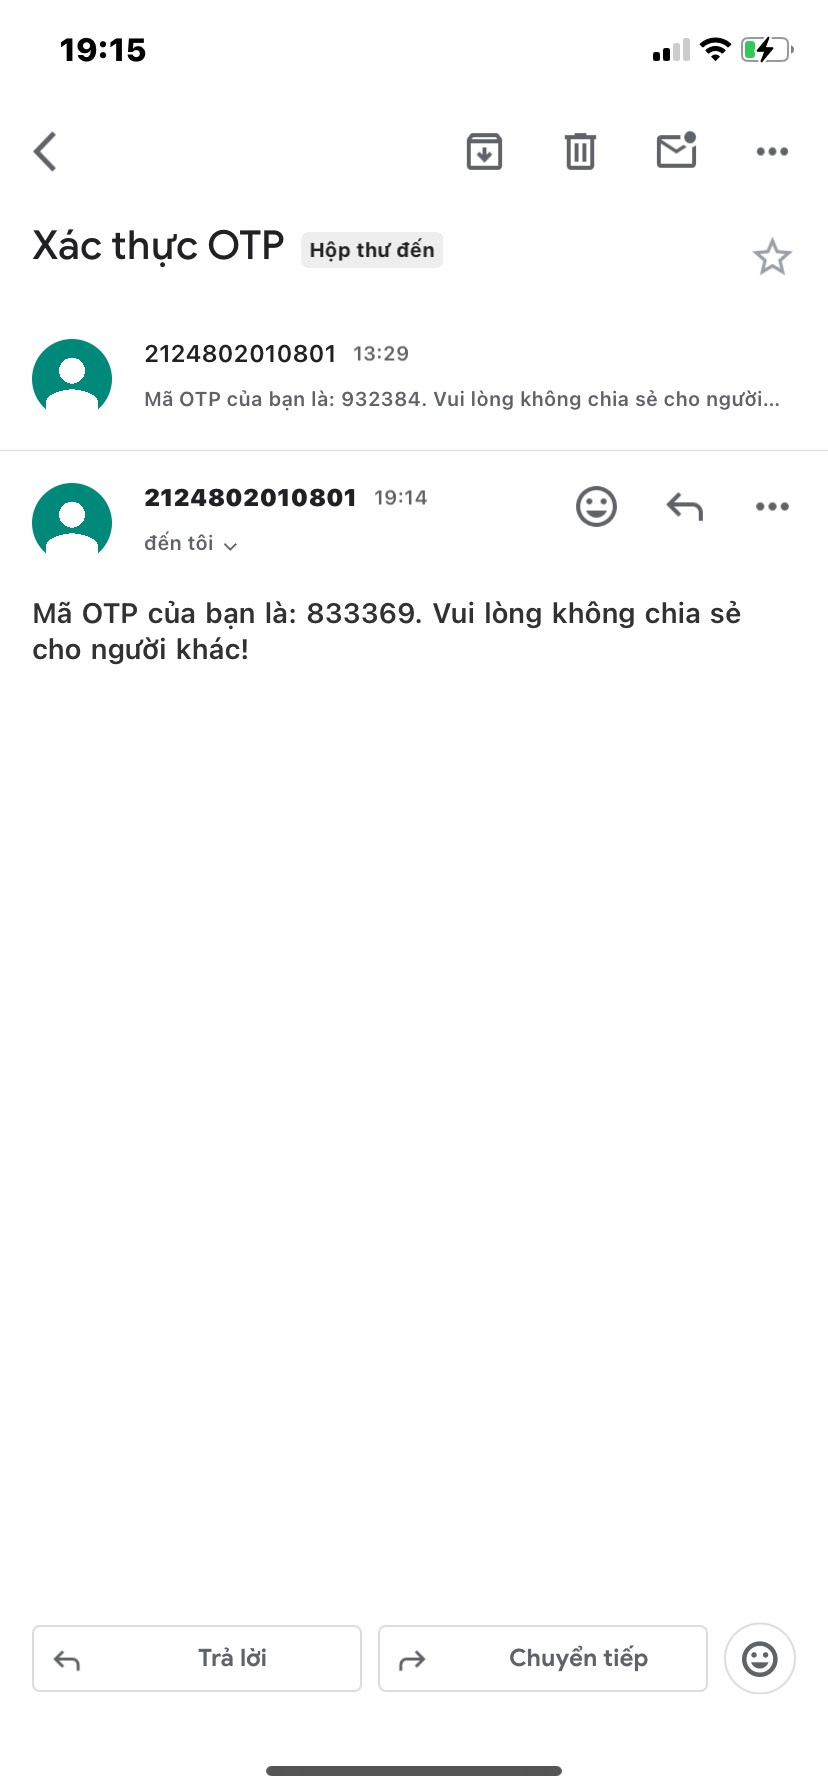 19:15
Xác thực OTP Hộp thư đến
2124802010801 13:29
Mã OTP của bạn là: 932384. Vui lòng không chia sẻ cho người...
2124802010801 19:14
đến tôi
Mã OTP của bạn là: 833369. Vui lòng không chia sẻ
cho người khác!
Trả lời
Chuyển tiếp